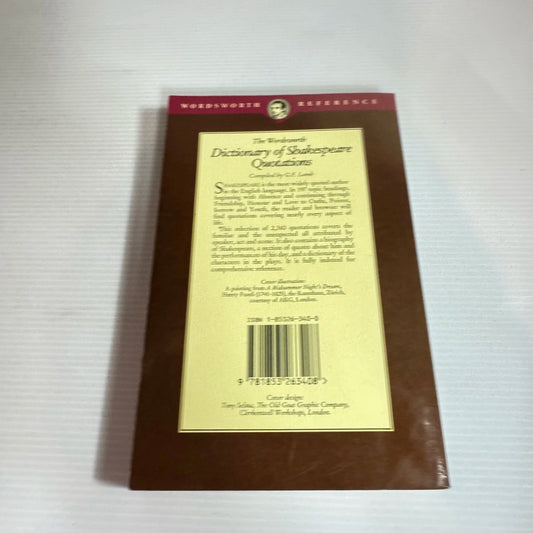 WORDSWORTH REFERENCE
The Wordsworth
Dictionary of Shakespeare
Quotations
Compiled by G.F. Lamb
SHAKESPEARE is the most widely quoted author
in the English language. In 197 topic headings,
beginning with Absence and continuing through
Friendship, Honour and Love to Oaths, Poison,
Sorrow and Youth, the reader and browser will
find quotations covering nearly every aspect of
life.
This selection of 2,240 quotations covers the
familiar and the unexpected all attributed by
speaker, act and scene. It also contains a biography
of Shakespeare, a section of quotes about him and
the performances of his day, and a dictionary of the
characters in the plays. It is fully indexed for
comprehensive reference.
Cover illustration:
A painting from A Midsummer Night's Dream,
Henry Fuseli (1741-1825), the Kunsthaus, Zürich,
courtesy of AKG, London.
ISBN 1-85326-340-0
9 781853 263408 >
Cover design:
Tony Selina, The Old Goat Graphic Company,
Clerkenwell Workshops, London.